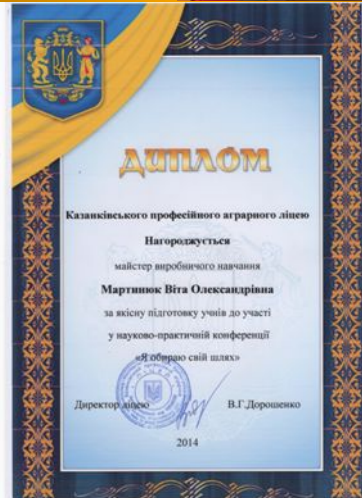 ДИПЛОМ
Казанківського професійного аграрного ліцею
Нагороджується
майстер виробничого навчання
Мартинюк Віта Олександрівна
за якісну підготовку учнів до участі
у науково-практичній конференції
«Я обираю свій шлях»
Директор ліцею В.Г.Дорошенко
2014